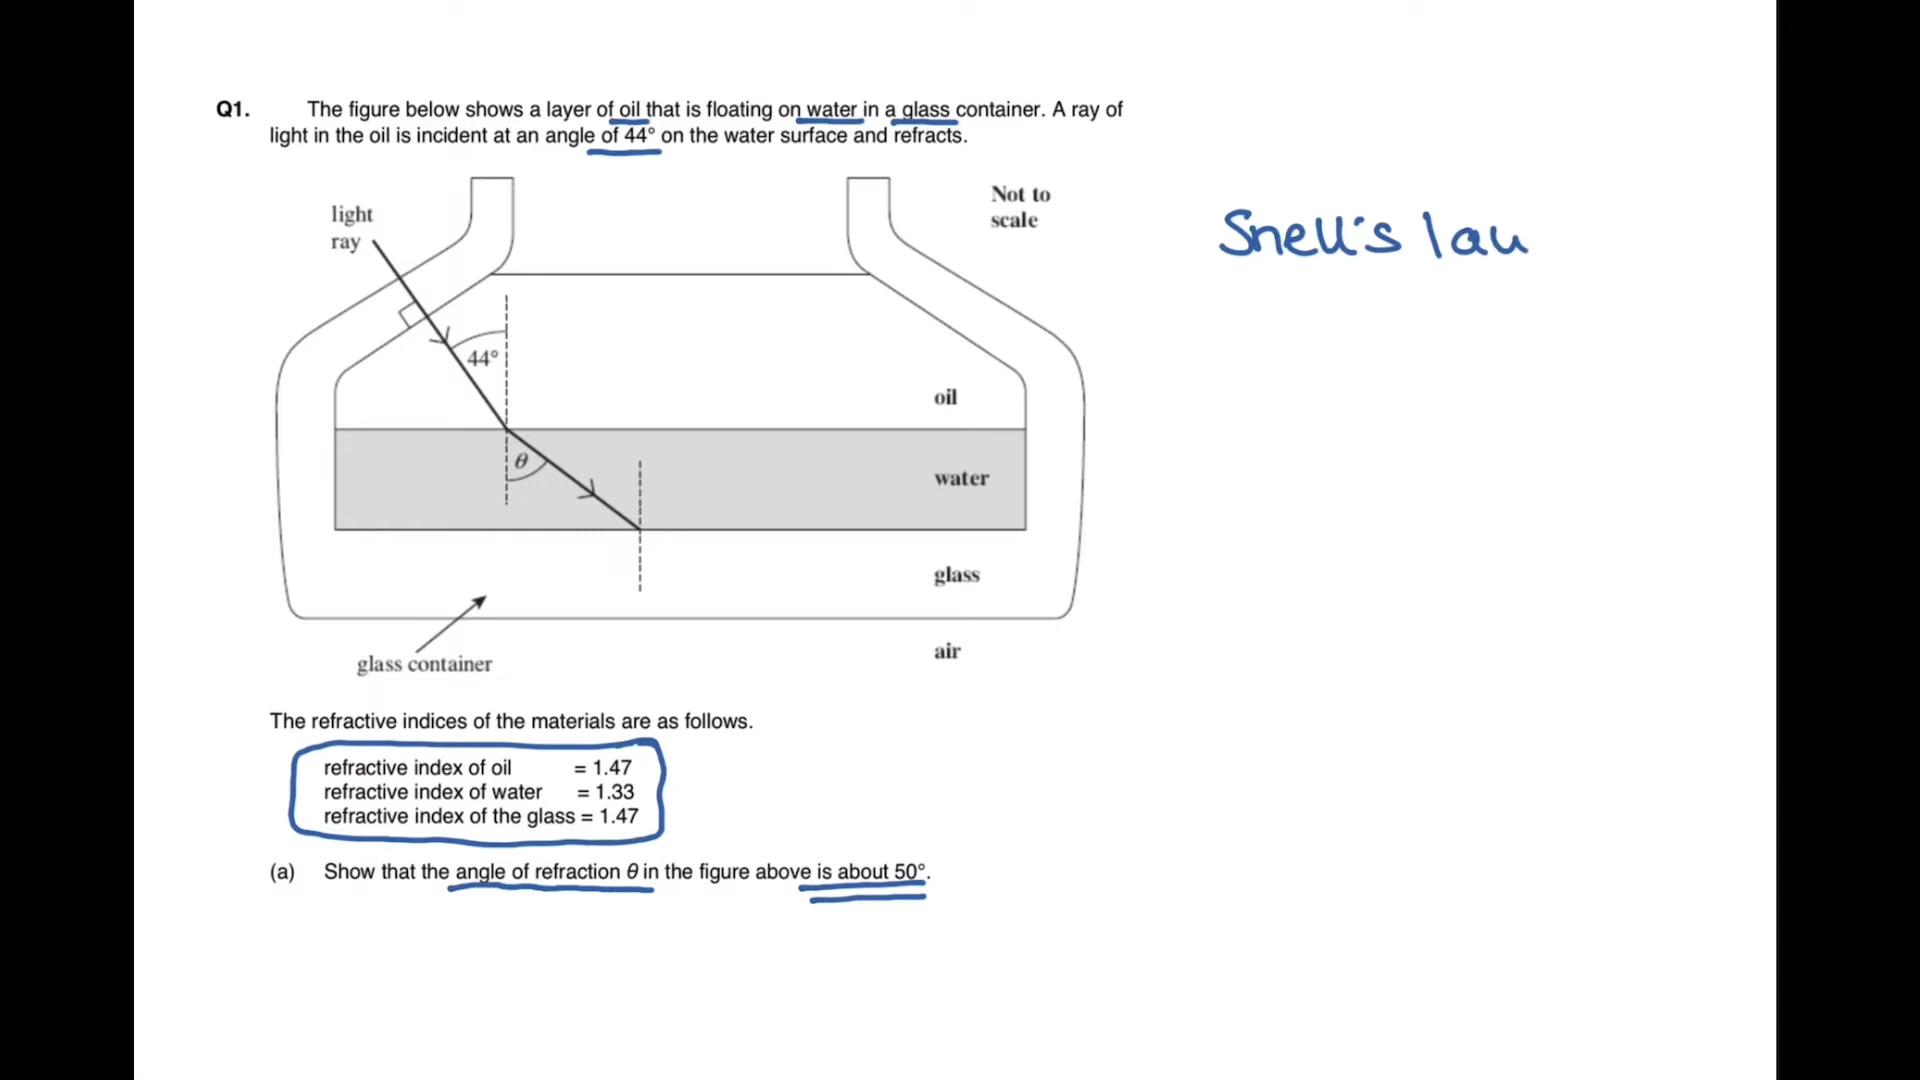 Q1. The figure below shows a layer of oil that is floating on water in a glass container. A ray of
light in the oil is incident at an angle of 44° on the water surface and refracts.
Not to
scale
light
ray
Snell's law
44°
oil
θ
water
glass
air
glass container
The refractive indices of the materials are as follows.
refractive index of oil = 1.47
refractive index of water = 1.33
refractive index of the glass = 1.47
(a) Show that the angle of refraction θ in the figure above is about 50°.